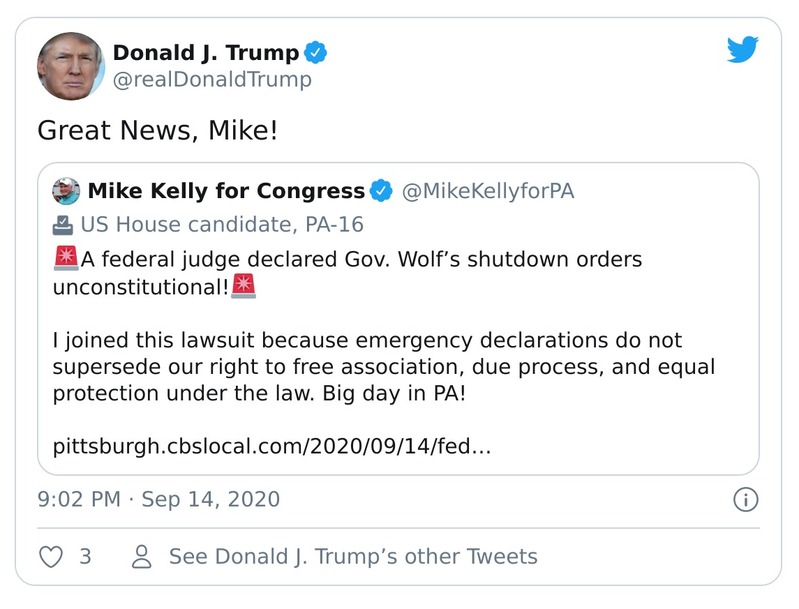 Donald J. Trump
@realDonaldTrump
Great News, Mike!
Mike Kelly for Congress @MikeKellyforPA
US House candidate, PA-16
🚨A federal judge declared Gov. Wolf’s shutdown orders
unconstitutional!🚨
I joined this lawsuit because emergency declarations do not
supersede our right to free association, due process, and equal
protection under the law. Big day in PA!
pittsburgh.cbslocal.com/2020/09/14/fed…
9:02 PM · Sep 14, 2020
3 See Donald J. Trump’s other Tweets